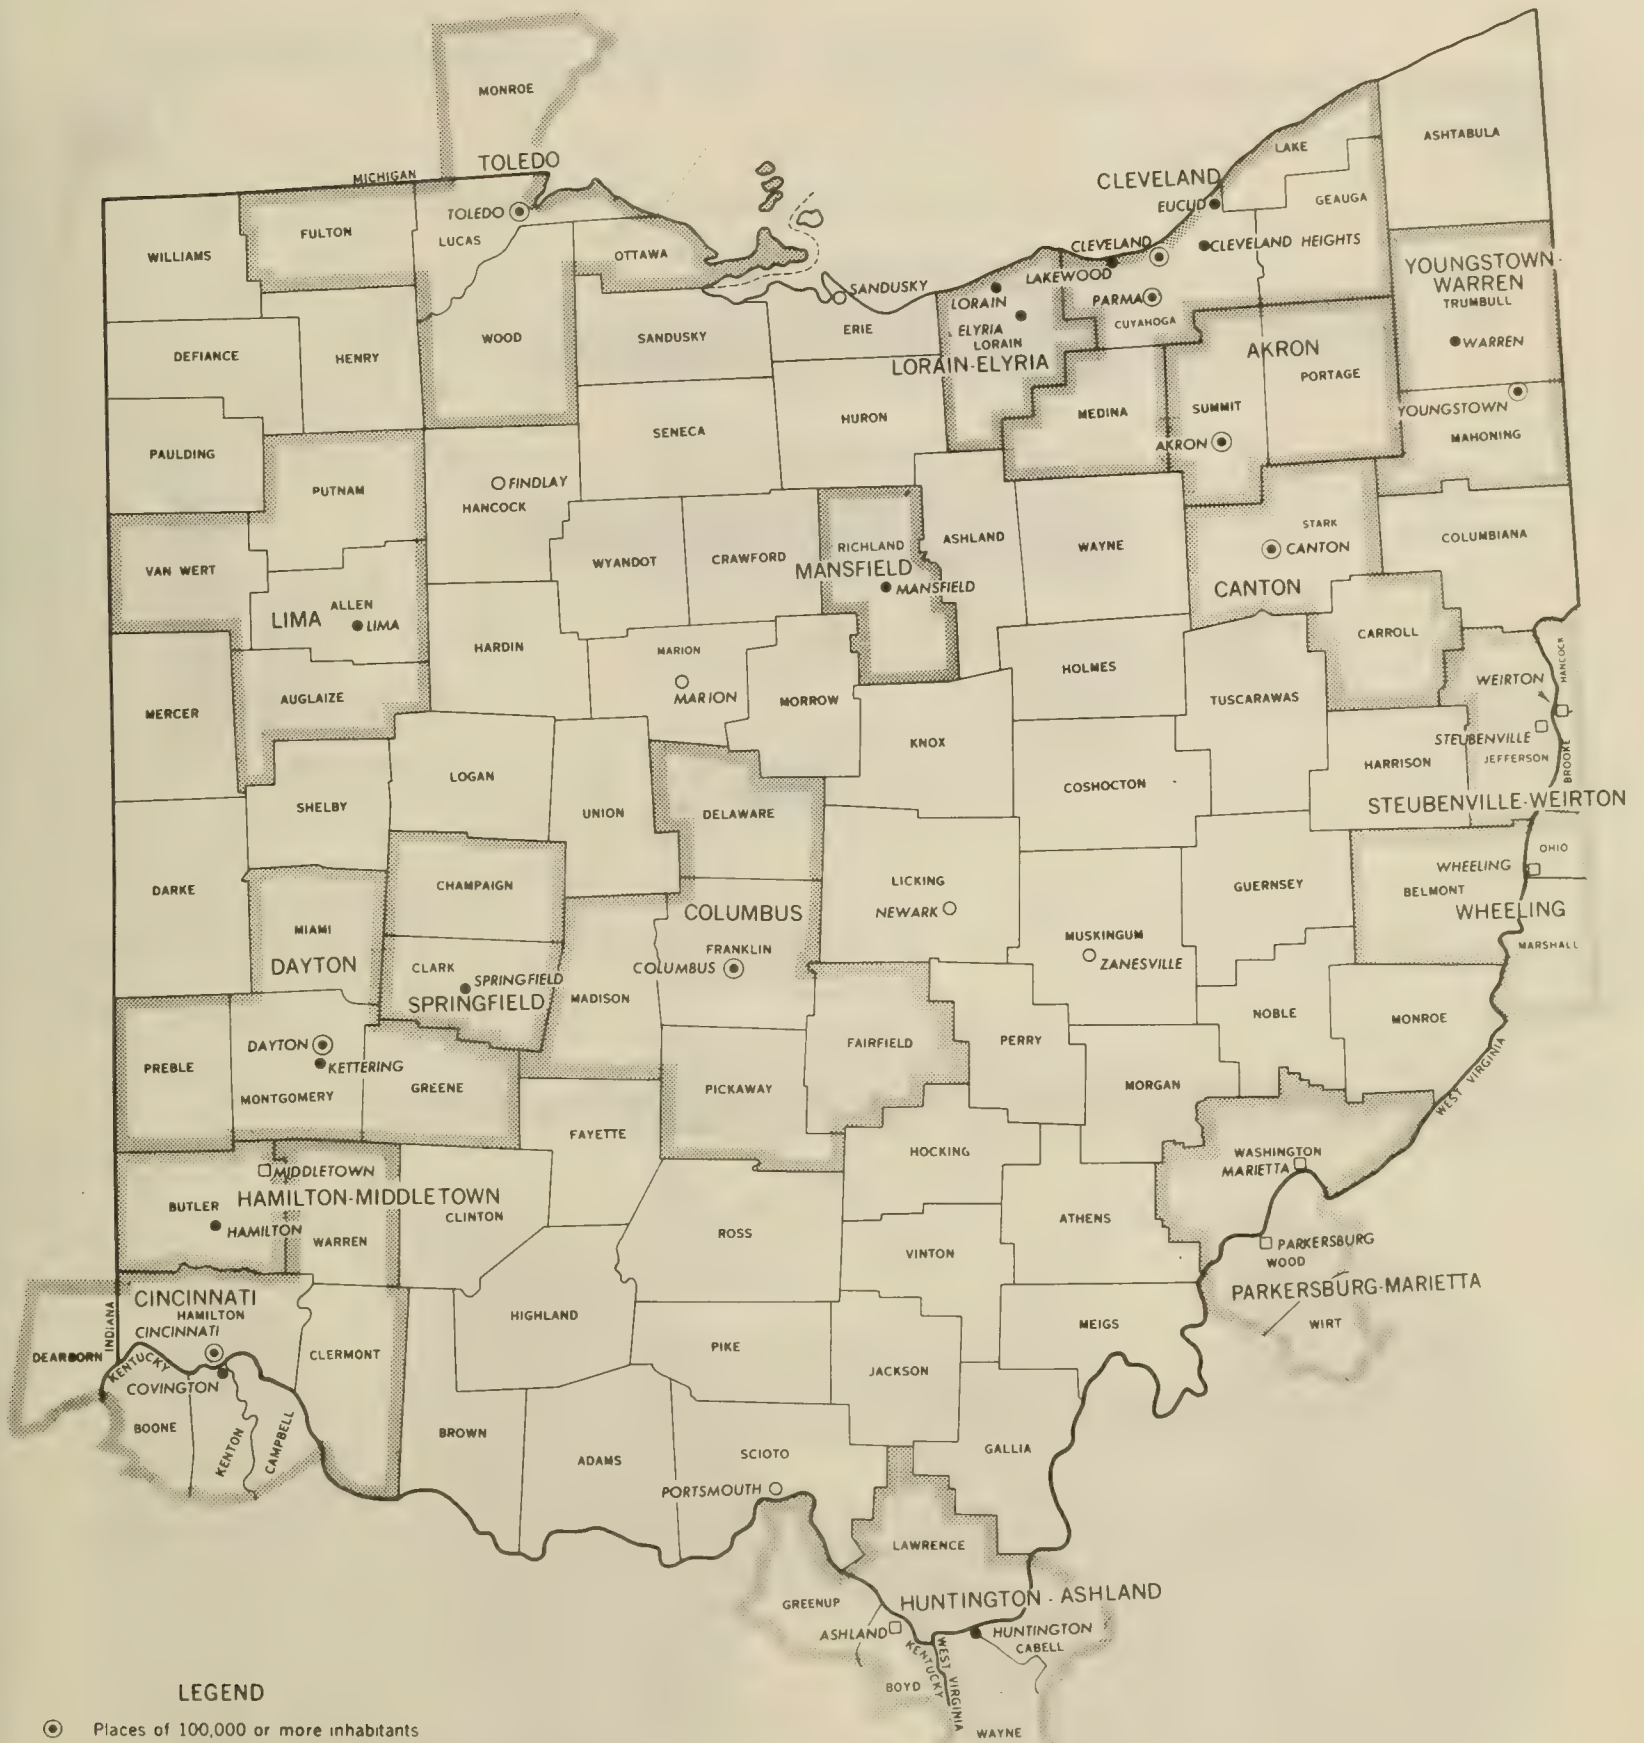 MONROE
TOLEDO
MICHIGAN
TOLEDO
LUCAS
FULTON
WILLIAMS
OTTAWA
WOOD
DEFIANCE
HENRY
SANDUSKY
SANDUSKY
ERIE
ASHTABULA
LAKE
GEAUGA
CLEVELAND
EUCLID
CLEVELAND
CLEVELAND HEIGHTS
LAKEWOOD
PARMA
CUYAHOGA
LORAIN
ELYRIA
LORAIN
LORAIN-ELYRIA
YOUNGSTOWN-
WARREN
TRUMBULL
WARREN
YOUNGSTOWN
MAHONING
AKRON
PORTAGE
SUMMIT
AKRON
MEDINA
HURON
SENECA
PAULDING
PUTNAM
FINDLAY
HANCOCK
VAN WERT
ALLEN
LIMA
LIMA
WYANDOT
CRAWFORD
RICHLAND
MANSFIELD
MANSFIELD
ASHLAND
WAYNE
STARK
CANTON
CANTON
COLUMBIANA
CARROLL
HARDIN
MARION
MARION
MORROW
HOLMES
TUSCARAWAS
HANCOCK
WEIRTON
STEUBENVILLE
JEFFERSON
BROOKE
HARRISON
STEUBENVILLE-WEIRTON
MERCER
AUGLAIZE
LOGAN
SHELBY
UNION
DELAWARE
KNOX
COSHOCTON
OHIO
WHEELING
BELMONT
WHEELING
MARSHALL
DARKE
CHAMPAIGN
MIAMI
DAYTON
CLARK
SPRINGFIELD
SPRINGFIELD
COLUMBUS
FRANKLIN
COLUMBUS
MADISON
LICKING
NEWARK
MUSKINGUM
ZANESVILLE
GUERNSEY
NOBLE
MONROE
WEST VIRGINIA
PREBLE
DAYTON
KETTERING
MONTGOMERY
GREENE
PICKAWAY
FAIRFIELD
PERRY
MORGAN
FAYETTE
HOCKING
WASHINGTON
MARIETTA
MIDDLETOWN
HAMILTON-MIDDLETOWN
BUTLER
HAMILTON
WARREN
CLINTON
ROSS
VINTON
ATHENS
PARKERSBURG
WOOD
PARKERSBURG-MARIETTA
WIRT
CINCINNATI
HAMILTON
CINCINNATI
INDIANA
DEARBORN
KENTUCKY
COVINGTON
BOONE
KENTON
CAMPBELL
CLERMONT
HIGHLAND
PIKE
JACKSON
MEIGS
BROWN
ADAMS
SCIOTO
PORTSMOUTH
GALLIA
LAWRENCE
HUNTINGTON - ASHLAND
GREENUP
ASHLAND
HUNTINGTON
CABELL
KENTUCKY
WEST VIRGINIA
BOYD
WAYNE
LEGEND
Places of 100,000 or more inhabitants